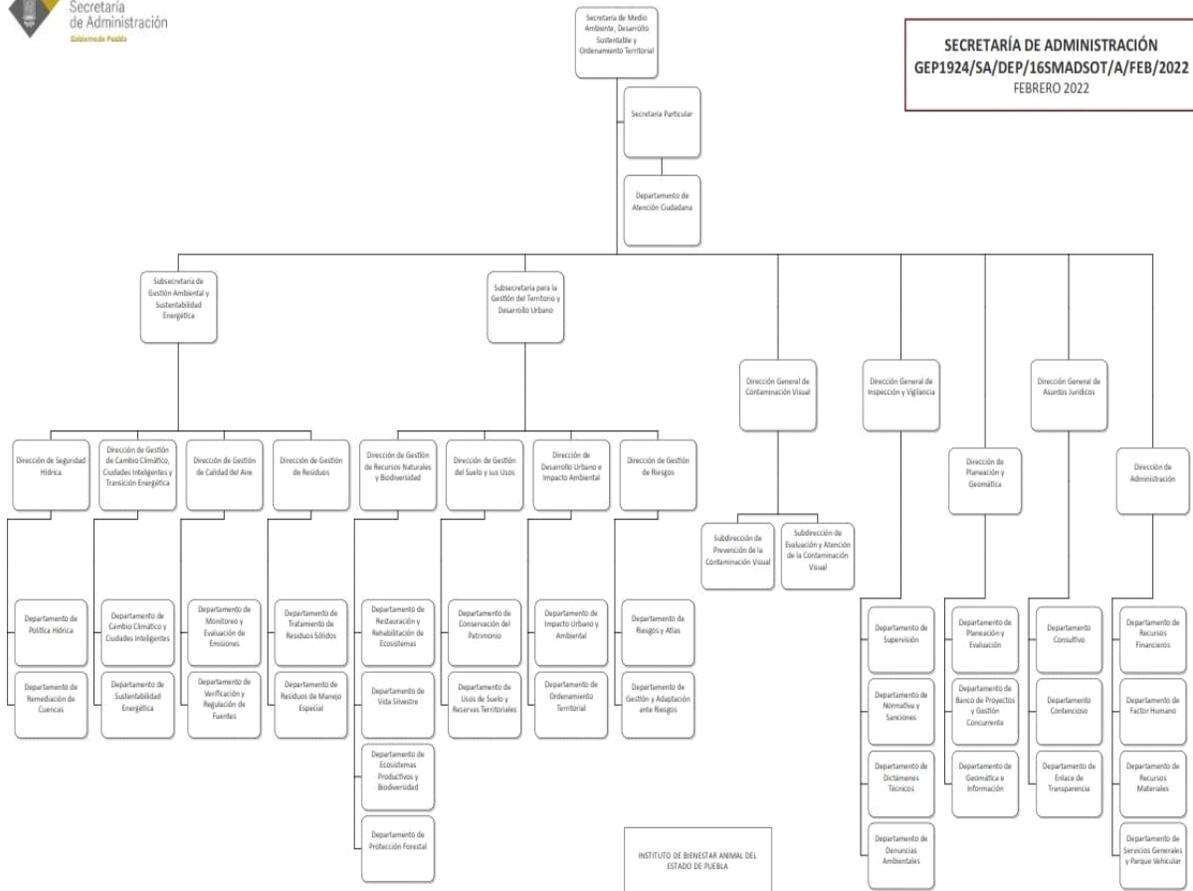 Secretaría
de Administración
Gobierno de Puebla
SECRETARÍA DE ADMINISTRACIÓN
GEP1924/SA/DEP/16SMADSOT/A/FEB/2022
FEBRERO 2022
Secretaría de Medio
Ambiente, Desarrollo
Sustentable y
Ordenamiento Territorial
Secretaría Particular
Departamento de
Atención Ciudadana
Subsecretaría de
Gestión Ambiental y
Sustentabilidad
Energética
Subsecretaría para la
Gestión del Territorio y
Desarrollo Urbano
Dirección General de
Contaminación Visual
Dirección General de
Inspección y Vigilancia
Dirección General de
Asuntos Jurídicos
Dirección de Seguridad
Hídrica
Dirección de Gestión
de Cambio Climático,
Ciudades Inteligentes y
Transición Energética
Dirección de Gestión
de Calidad del Aire
Dirección de Gestión
de Residuos
Dirección de Gestión
de Recursos Naturales
y Biodiversidad
Dirección de Gestión
del Suelo y sus Usos
Dirección de
Desarrollo Urbano e
Impacto Ambiental
Dirección de Gestión
de Riesgos
Dirección de
Planeación y
Geomática
Dirección de
Administración
Subdirección de
Prevención de la
Contaminación Visual
Subdirección de
Evaluación y Atención
de la Contaminación
Visual
Departamento de
Política Hídrica
Departamento de
Cambio Climático y
Ciudades Inteligentes
Departamento de
Monitoreo y
Evaluación de
Emisiones
Departamento de
Tratamiento de
Residuos Sólidos
Departamento de
Restauración y
Rehabilitación de
Ecosistemas
Departamento de
Conservación del
Patrimonio
Departamento de
Impacto Urbano y
Ambiental
Departamento de
Riesgos y Atlas
Departamento de
Supervisión
Departamento de
Planeación y
Evaluación
Departamento
Consultivo
Departamento de
Recursos
Financieros
Departamento de
Remediación de
Cuencas
Departamento de
Sustentabilidad
Energética
Departamento de
Verificación y
Regulación de
Fuentes
Departamento de
Residuos de Manejo
Especial
Departamento de
Vida Silvestre
Departamento de
Usos de Suelo y
Reservas Territoriales
Departamento de
Ordenamiento
Territorial
Departamento de
Gestión y Adaptación
ante Riesgos
Departamento de
Normativa y
Sanciones
Departamento de
Banco de Proyectos
y Gestión
Concurrente
Departamento
Contencioso
Departamento de
Factor Humano
Departamento de
Ecosistemas
Productivos y
Biodiversidad
Departamento de
Dictámenes
Técnicos
Departamento de
Geomática e
Información
Departamento de
Enlace de
Transparencia
Departamento de
Recursos
Materiales
Departamento de
Protección Forestal
Departamento de
Denuncias
Ambientales
Departamento de
Servicios Generales
y Parque Vehicular
INSTITUTO DE BIENESTAR ANIMAL DEL
ESTADO DE PUEBLA